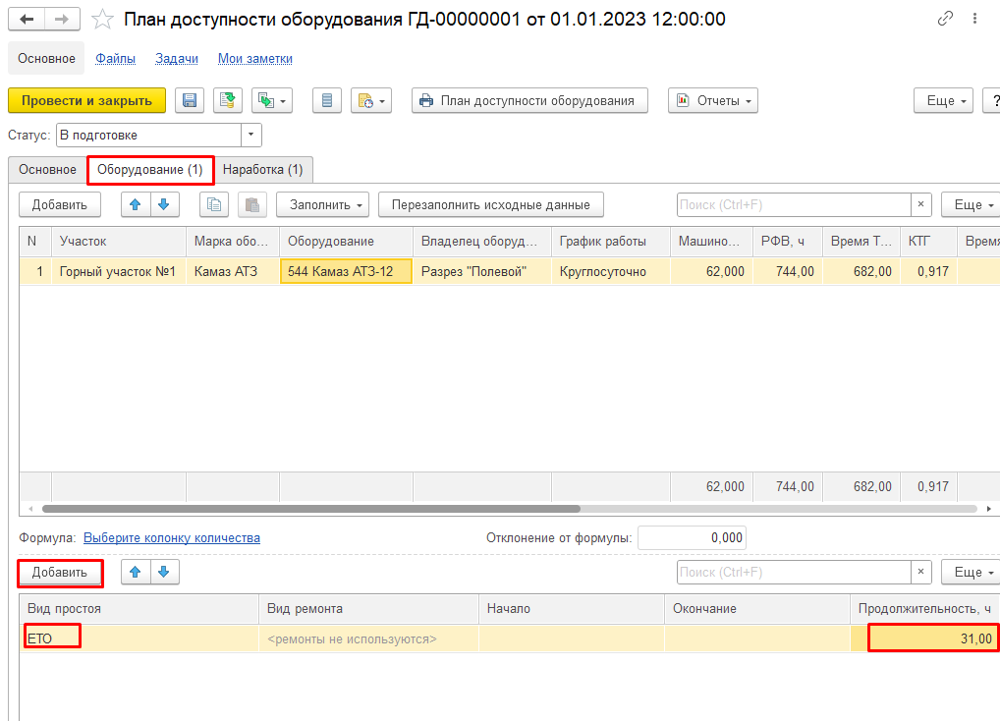 План доступности оборудования ГД-00000001 от 01.01.2023 12:00:00
Основное Файлы Задачи Мои заметки
Провести и закрыть План доступности оборудования Отчеты Еще ?
Статус: В подготовке
Основное Оборудование (1) Наработка (1)
Добавить Заполнить Перезаполнить исходные данные Поиск (Ctrl+F) × Еще
N Участок Марка обо... Оборудование Владелец оборуд... График работы Машино... РФВ, ч Время Т... КТГ Время
1 Горный участок №1 Камаз АТЗ 544 Камаз АТЗ-12 Разрез "Полевой" Круглосуточно 62,000 744,00 682,00 0,917
62,000 744,00 682,00 0,917
Формула: Выберите колонку количества Отклонение от формулы: 0,000
Добавить Поиск (Ctrl+F) × Еще
Вид простоя Вид ремонта Начало Окончание Продолжительность, ч
ЕТО <ремонты не используются> 31,00